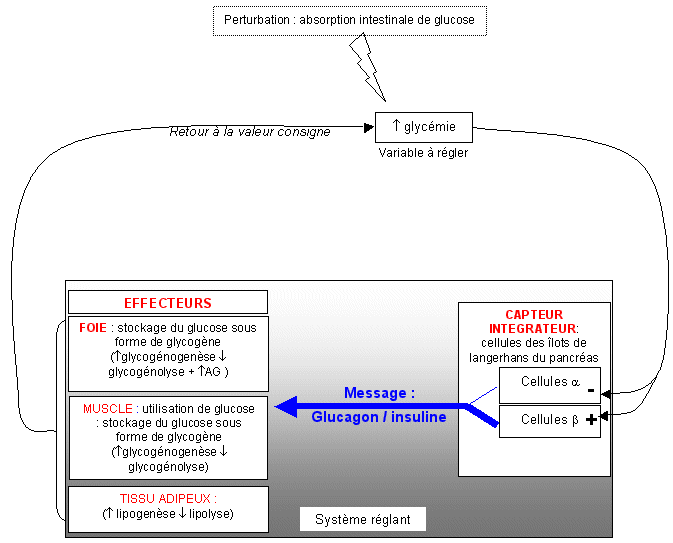 Perturbation : absorption intestinale de glucose
↑ glycémie
Retour à la valeur consigne
Variable à régler
EFFECTEURS
FOIE : stockage du glucose sous
forme de glycogène
(↑glycogénogenèse ↓
glycogénolyse + ↑AG )
MUSCLE : utilisation de glucose
: stockage du glucose sous
forme de glycogène
(↑glycogénogenèse ↓
glycogénolyse)
TISSU ADIPEUX :
(↑ lipogenèse ↓ lipolyse)
Message :
Glucagon / insuline
CAPTEUR
INTEGRATEUR:
cellules des îlots de
langerhans du pancréas
Cellules α -
Cellules β +
Système réglant